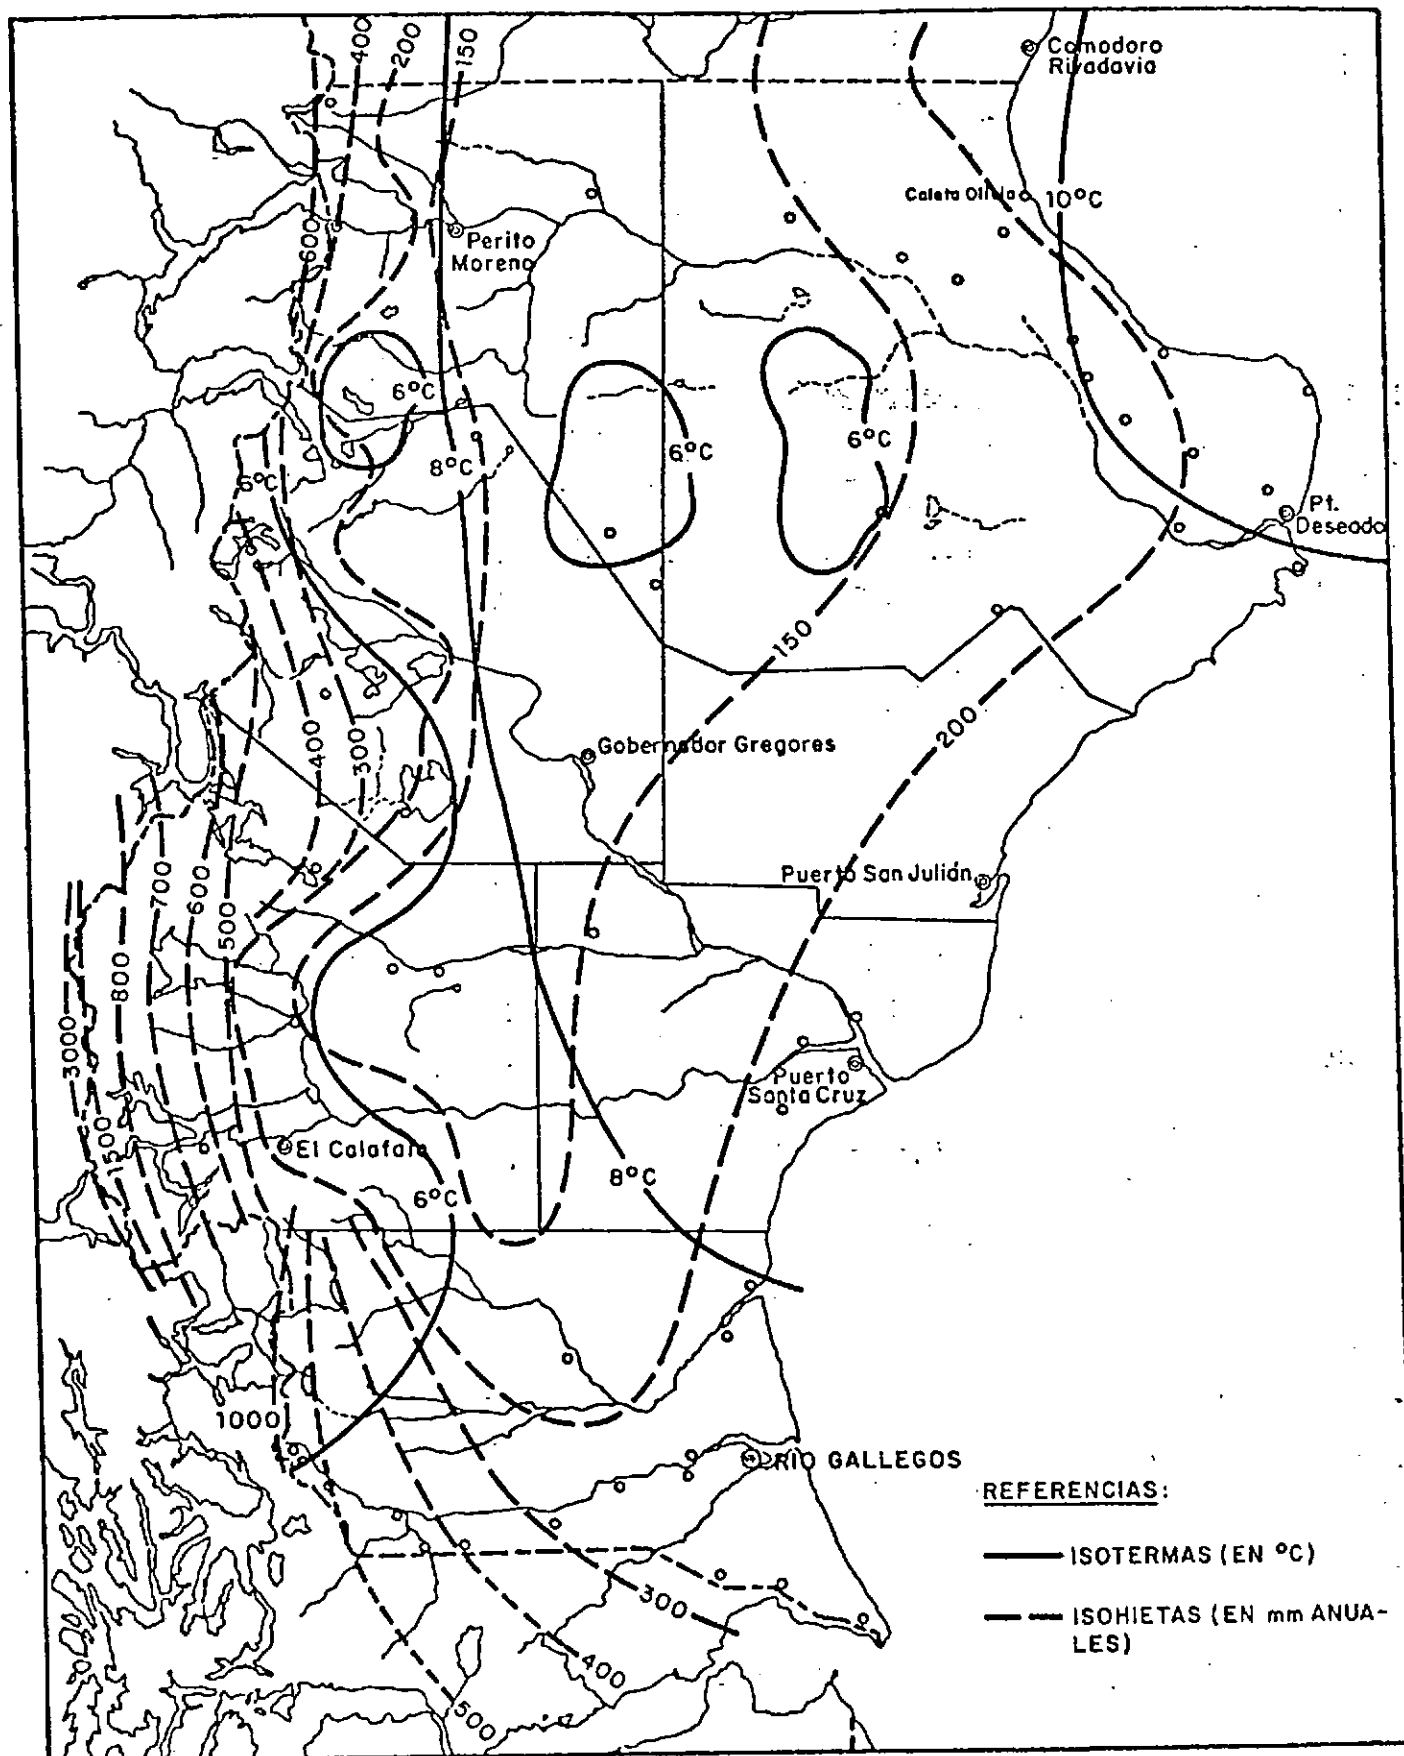 400
200
150
Comodoro
Rivadavia
Caleta Olivia
10°C
600
Perito
Moreno
6°C
8°C
6°C
6°C
6°C
Pt.
Deseado
150
200
400
300
Gobernador Gregores
Puerto San Julián
700
600
500
800
3000
1500
Puerto
Santa Cruz
El Calafate
6°C
8°C
1000
RIO GALLEGOS
REFERENCIAS:
ISOTERMAS (EN °C)
ISOHIETAS (EN mm ANUA-
LES)
300
400
500